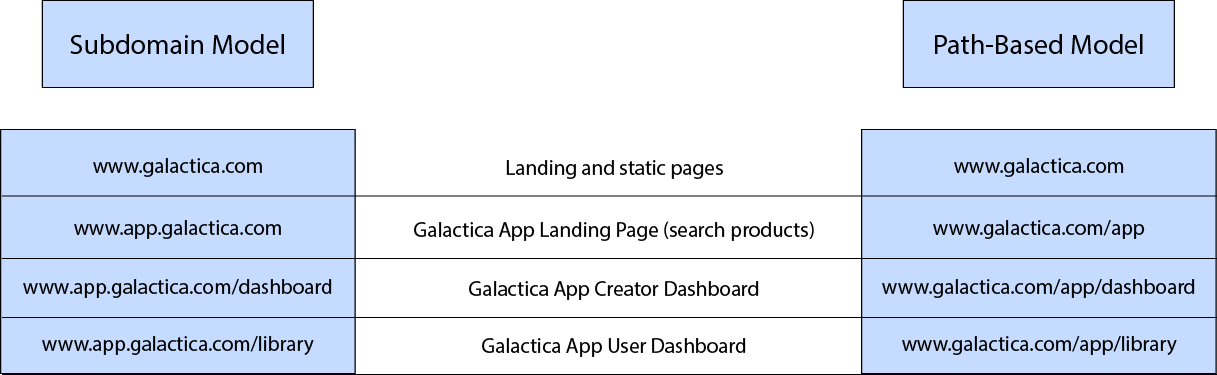 Subdomain Model
Path-Based Model
www.galactica.com
Landing and static pages
www.galactica.com
www.app.galactica.com
Galactica App Landing Page (search products)
www.galactica.com/app
www.app.galactica.com/dashboard
Galactica App Creator Dashboard
www.galactica.com/app/dashboard
www.app.galactica.com/library
Galactica App User Dashboard
www.galactica.com/app/library